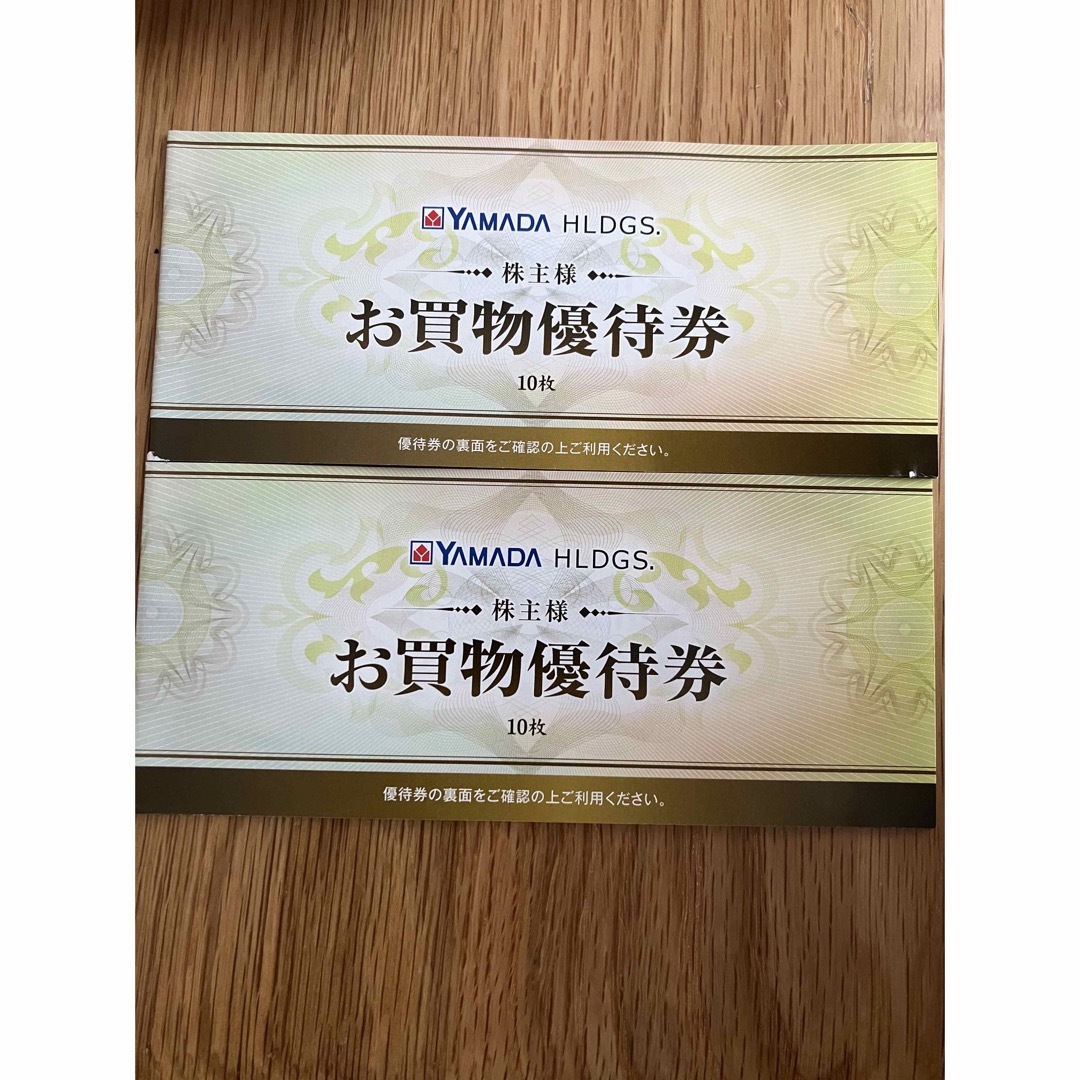 YAMADA HLDGS.
株主様
お買物優待券
10枚
優待券の裏面をご確認の上ご利用ください。
YAMADA HLDGS.
株主様
お買物優待券
10枚
優待券の裏面をご確認の上ご利用ください。